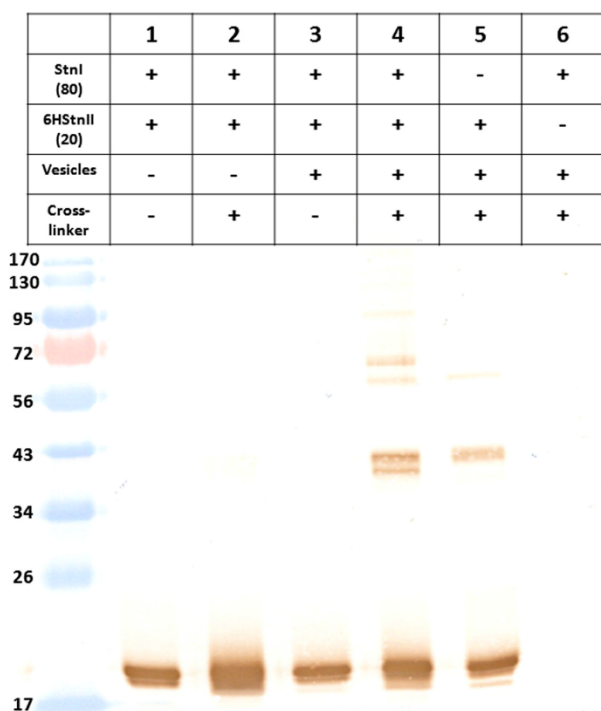 1 2 3 4 5 6
StnI + + + + - +
(80)
6HStnII + + + + + -
(20)
Vesicles - - + + + +
Cross- - + - + + +
linker
170
130
95
72
56
43
34
26
17